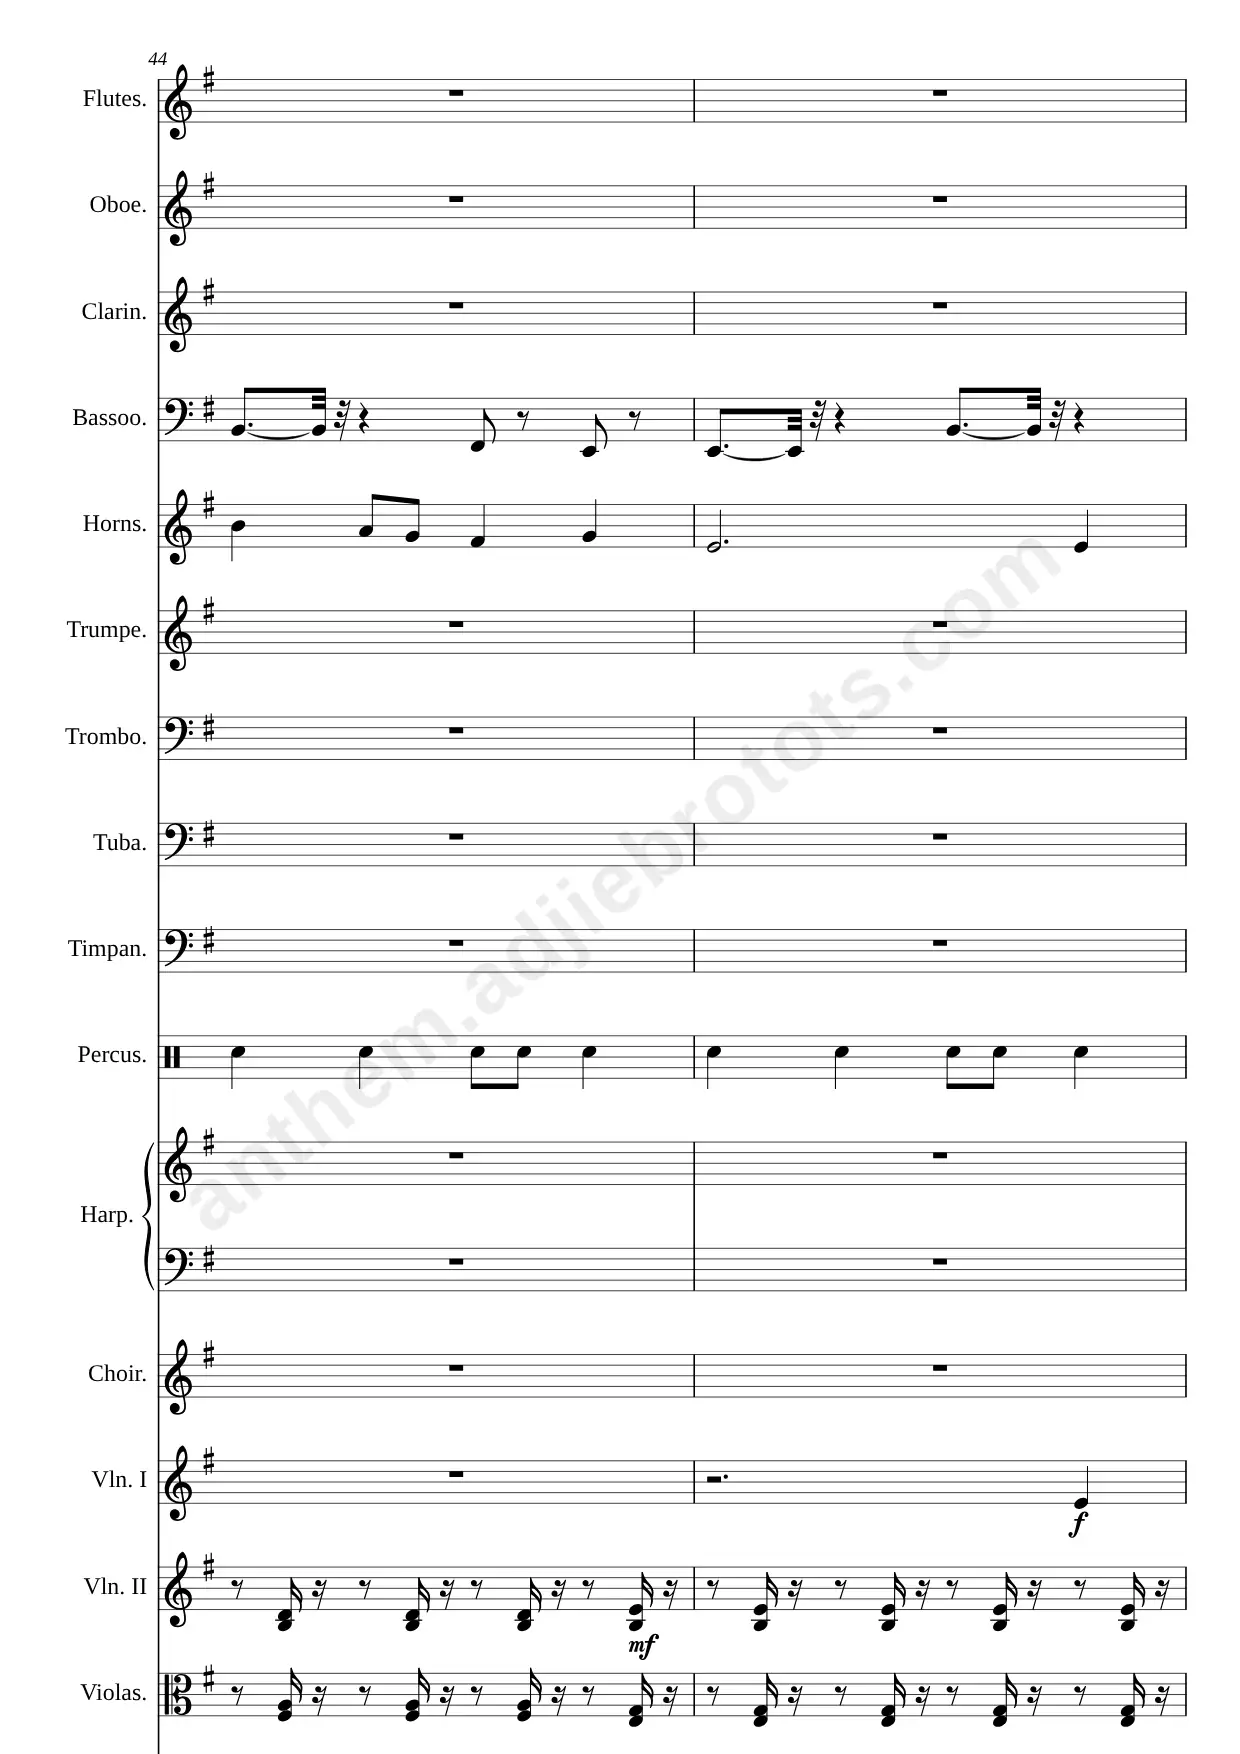 44
Flutes.
Oboe.
Clarin.
Bassoo.
Horns.
Trumpe.
Trombo.
Tuba.
Timpan.
Percus.
Harp.
Choir.
Vln. I
f
Vln. II
mf
Violas.
anthem.adjiebrotots.com